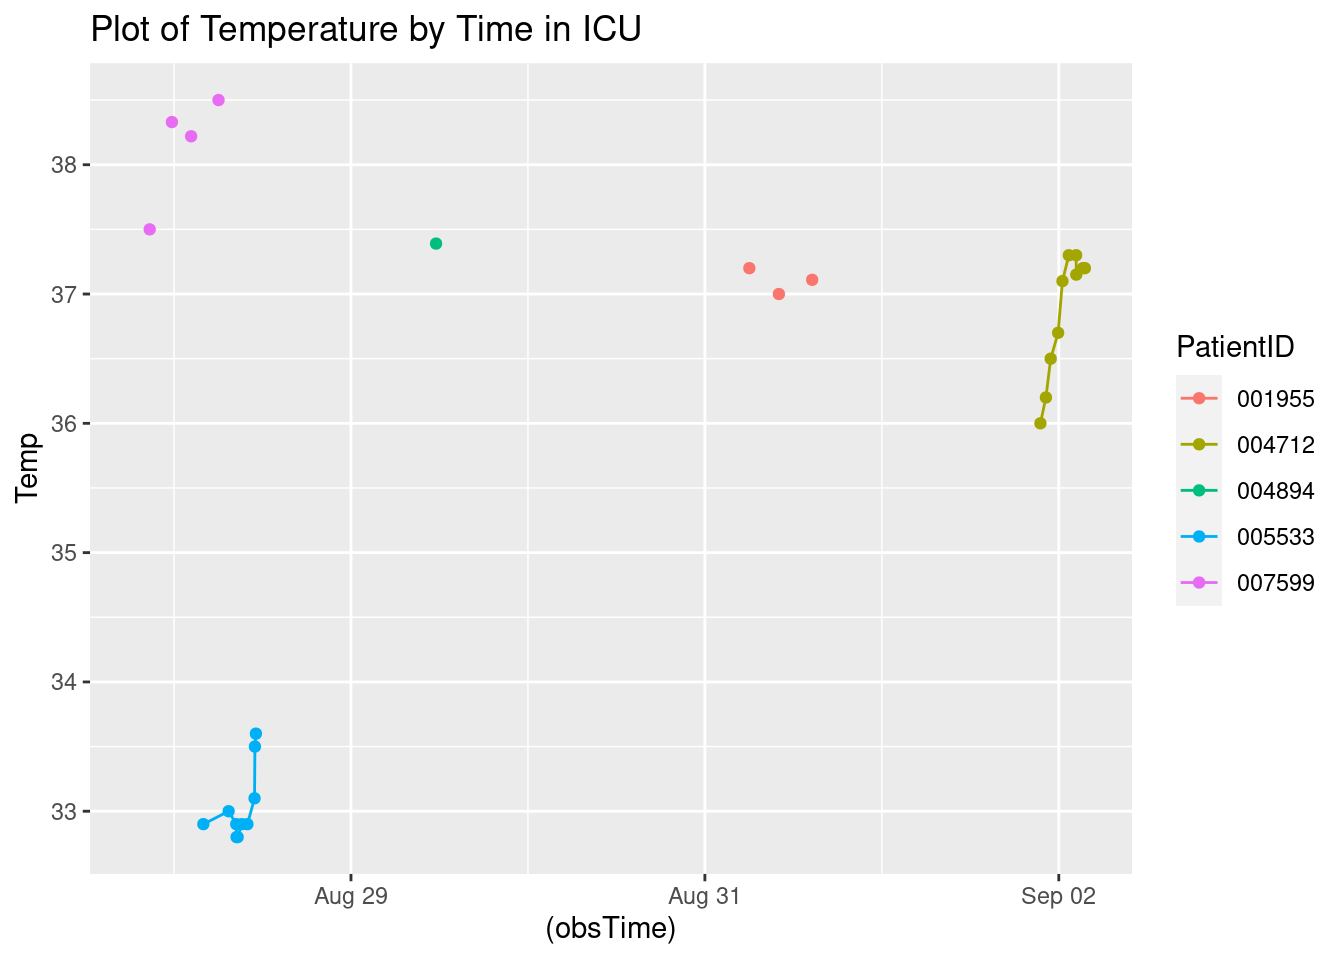 Plot of Temperature by Time in ICU
38
37
36
35
34
33
Temp
Aug 29
Aug 31
Sep 02
(obsTime)
PatientID
001955
004712
004894
005533
007599